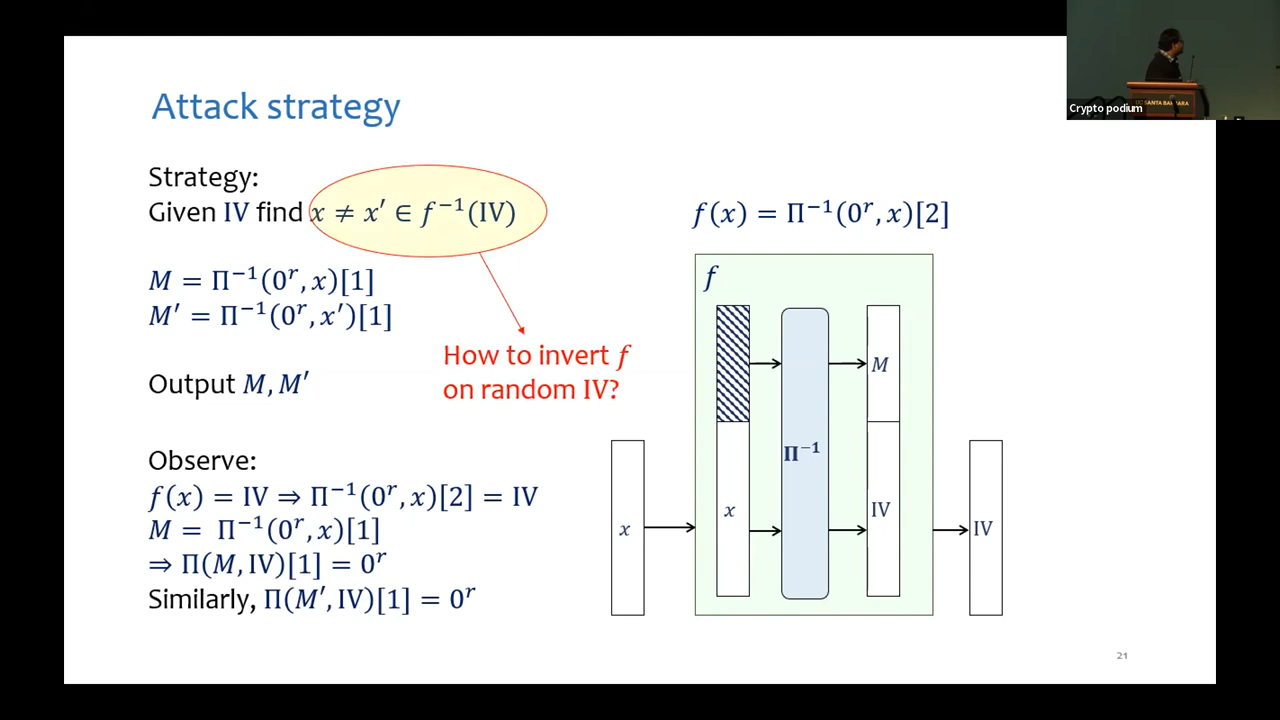 Attack strategy
Strategy:
Given IV find x ≠ x′ ∈ f⁻¹(IV)
M = Π⁻¹(0ʳ, x)[1]
M′ = Π⁻¹(0ʳ, x′)[1]
How to invert f
on random IV?
Output M, M′
Observe:
f(x) = IV ⇒ Π⁻¹(0ʳ, x)[2] = IV
M = Π⁻¹(0ʳ, x)[1]
⇒ Π(M, IV)[1] = 0ʳ
Similarly, Π(M′, IV)[1] = 0ʳ
f(x) = Π⁻¹(0ʳ, x)[2]
f
M
Π⁻¹
x
x
IV
IV
21
Crypto podium
SANTA BARBARA